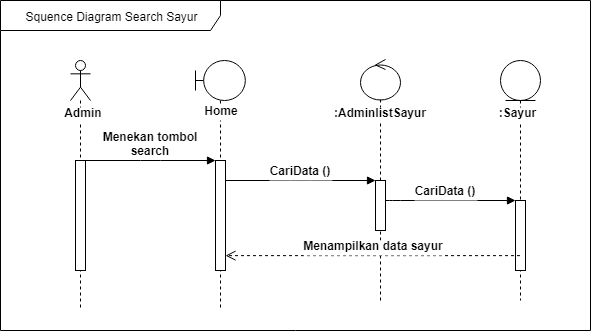 Squence Diagram Search Sayur
Admin
Home
:AdminlistSayur
:Sayur
Menekan tombol
search
CariData ()
CariData ()
Menampilkan data sayur